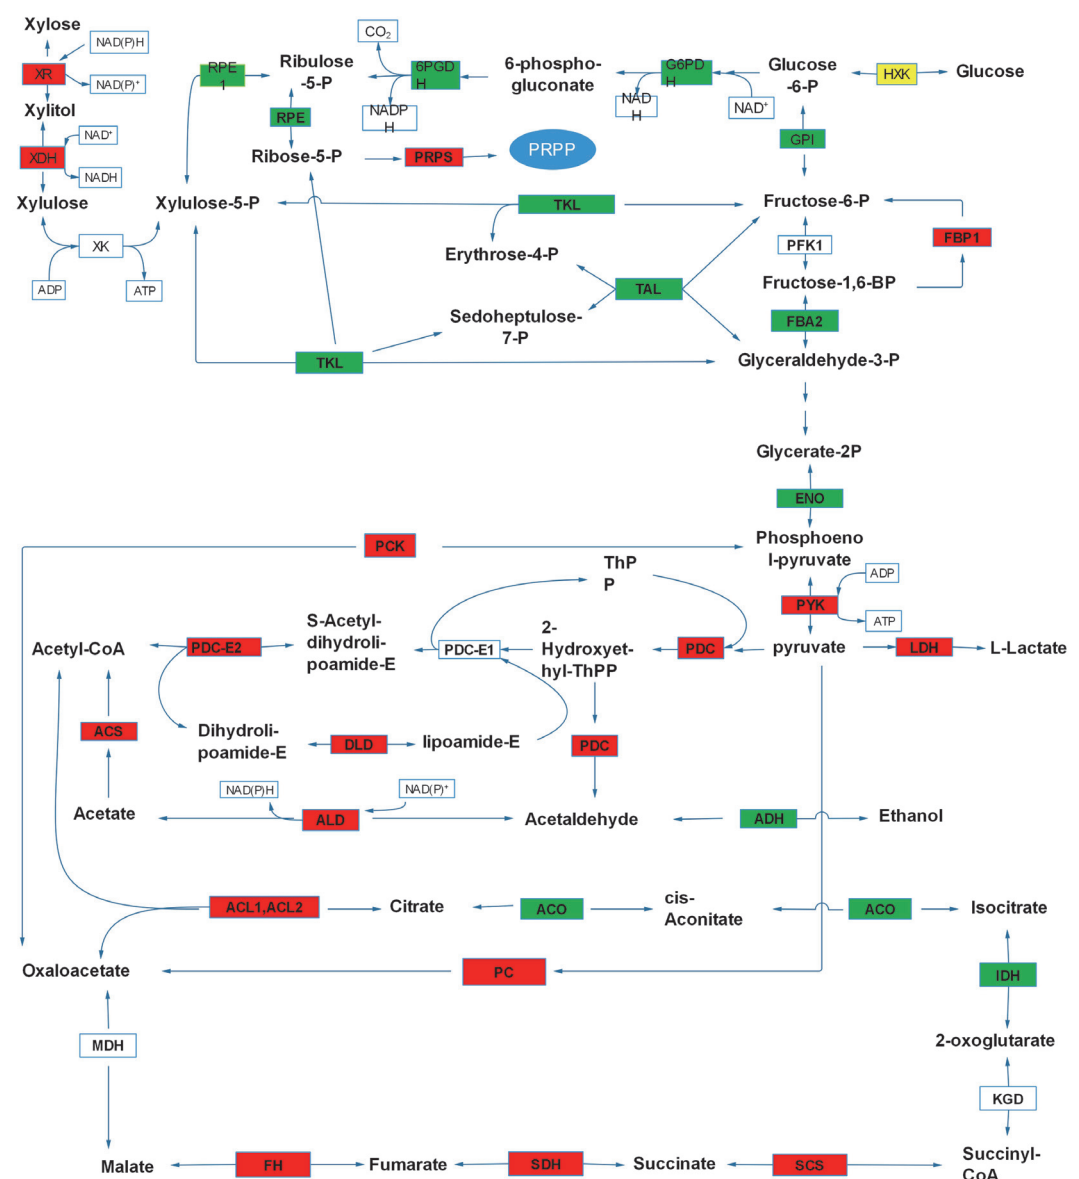 Xylose
NAD(P)H
XR
NAD(P)+
Xylitol
NAD+
XDH
NADH
Xylulose
XK
ADP
ATP
RPE
1
Ribulose
-5-P
CO2
6PGD
H
NADP
H
6-phospho-
gluconate
G6PD
H
NAD
H
NAD+
Glucose
-6-P
HXK
Glucose
RPE
GPI
Ribose-5-P
PRPS
PRPP
Xylulose-5-P
TKL
Fructose-6-P
Erythrose-4-P
PFK1
FBP1
TAL
Fructose-1,6-BP
Sedoheptulose-
7-P
FBA2
TKL
Glyceraldehyde-3-P
Glycerate-2P
ENO
PCK
Phosphoeno
l-pyruvate
ThP
P
ADP
PYK
ATP
Acetyl-CoA
PDC-E2
S-Acetyl-
dihydroli-
poamide-E
PDC-E1
2-
Hydroxyet-
hyl-ThPP
PDC
pyruvate
LDH
L-Lactate
ACS
Dihydroli-
poamide-E
DLD
lipoamide-E
PDC
NAD(P)H
NAD(P)+
Acetate
ALD
Acetaldehyde
ADH
Ethanol
ACL1,ACL2
Citrate
ACO
cis-
Aconitate
ACO
Isocitrate
Oxaloacetate
PC
IDH
MDH
2-oxoglutarate
KGD
Malate
FH
Fumarate
SDH
Succinate
SCS
Succinyl-
CoA